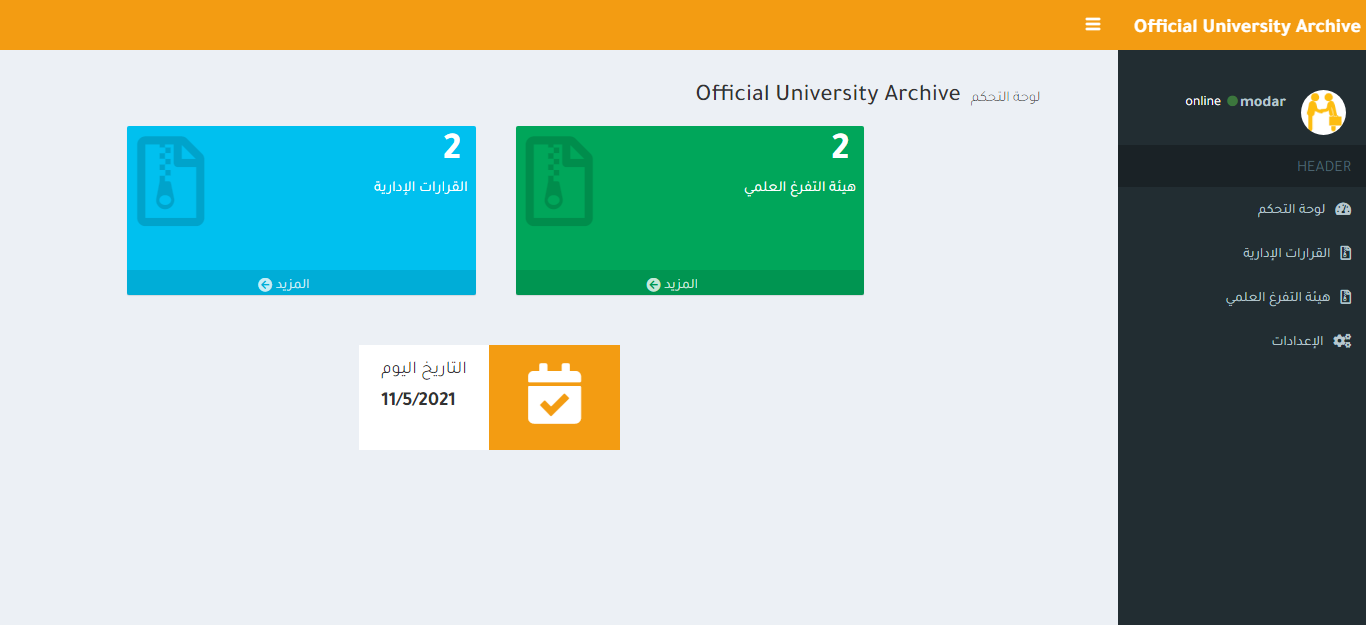 Official University Archive
modar
online
HEADER
لوحة التحكم
القرارات الإدارية
هيئة التفرغ العلمي
الإعدادات
Official University Archive لوحة التحكم
2
هيئة التفرغ العلمي
المزيد
2
القرارات الإدارية
المزيد
التاريخ اليوم
11/5/2021